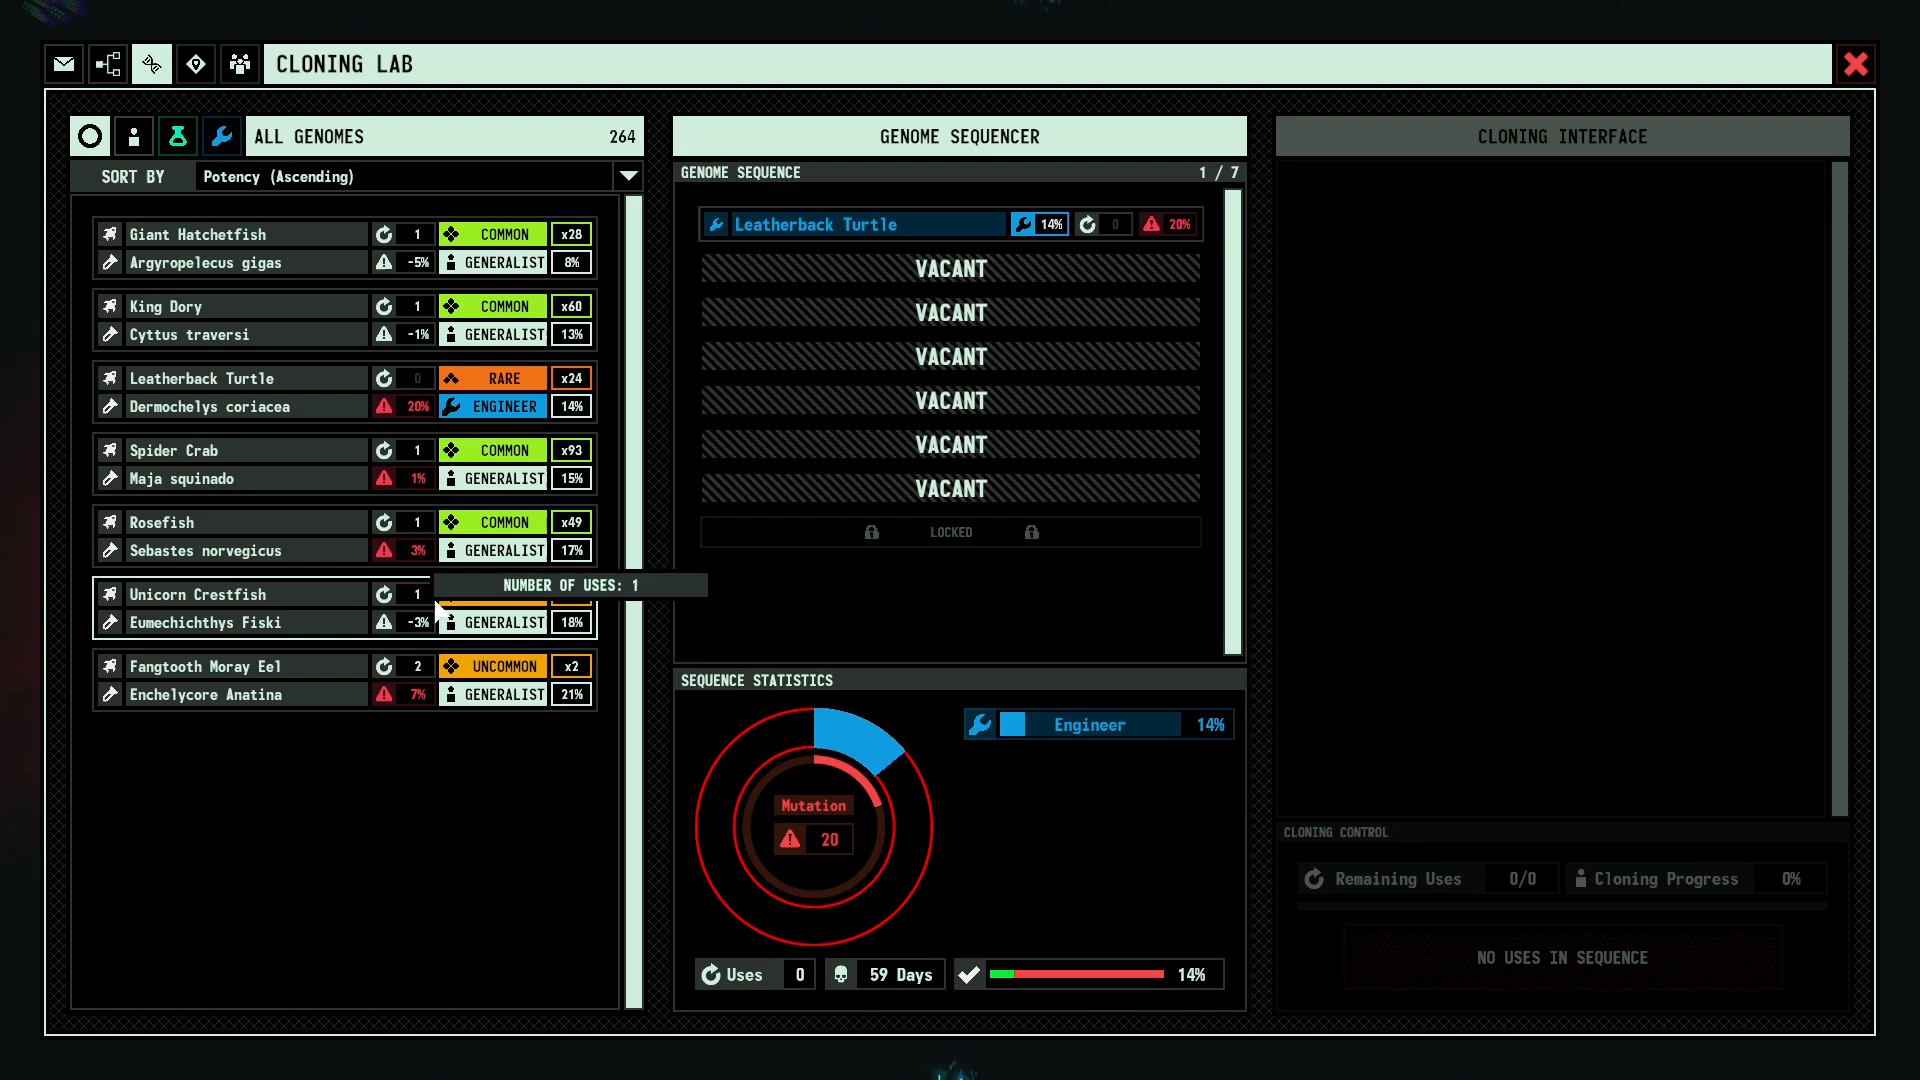 CLONING LAB
ALL GENOMES 264
SORT BY Potency (Ascending)
Giant Hatchetfish 1 COMMON x28
Argyropelecus gigas -5% GENERALIST 8%
King Dory 1 COMMON x60
Cyttus traversi -1% GENERALIST 13%
Leatherback Turtle 0 RARE x24
Dermochelys coriacea 20% ENGINEER 14%
Spider Crab 1 COMMON x93
Maja squinado 1% GENERALIST 15%
Rosefish 1 COMMON x49
Sebastes norvegicus 3% GENERALIST 17%
Unicorn Crestfish 1
NUMBER OF USES: 1
Eumechichthys Fiski -3% GENERALIST 18%
Fangtooth Moray Eel 2 UNCOMMON x2
Enchelycore Anatina 7% GENERALIST 21%
GENOME SEQUENCER
GENOME SEQUENCE 1 / 7
Leatherback Turtle 14% 0 20%
VACANT
VACANT
VACANT
VACANT
VACANT
VACANT
LOCKED
SEQUENCE STATISTICS
Engineer 14%
Mutation
20
Uses 0 59 Days 14%
CLONING INTERFACE
CLONING CONTROL
Remaining Uses 0/0 Cloning Progress 0%
NO USES IN SEQUENCE